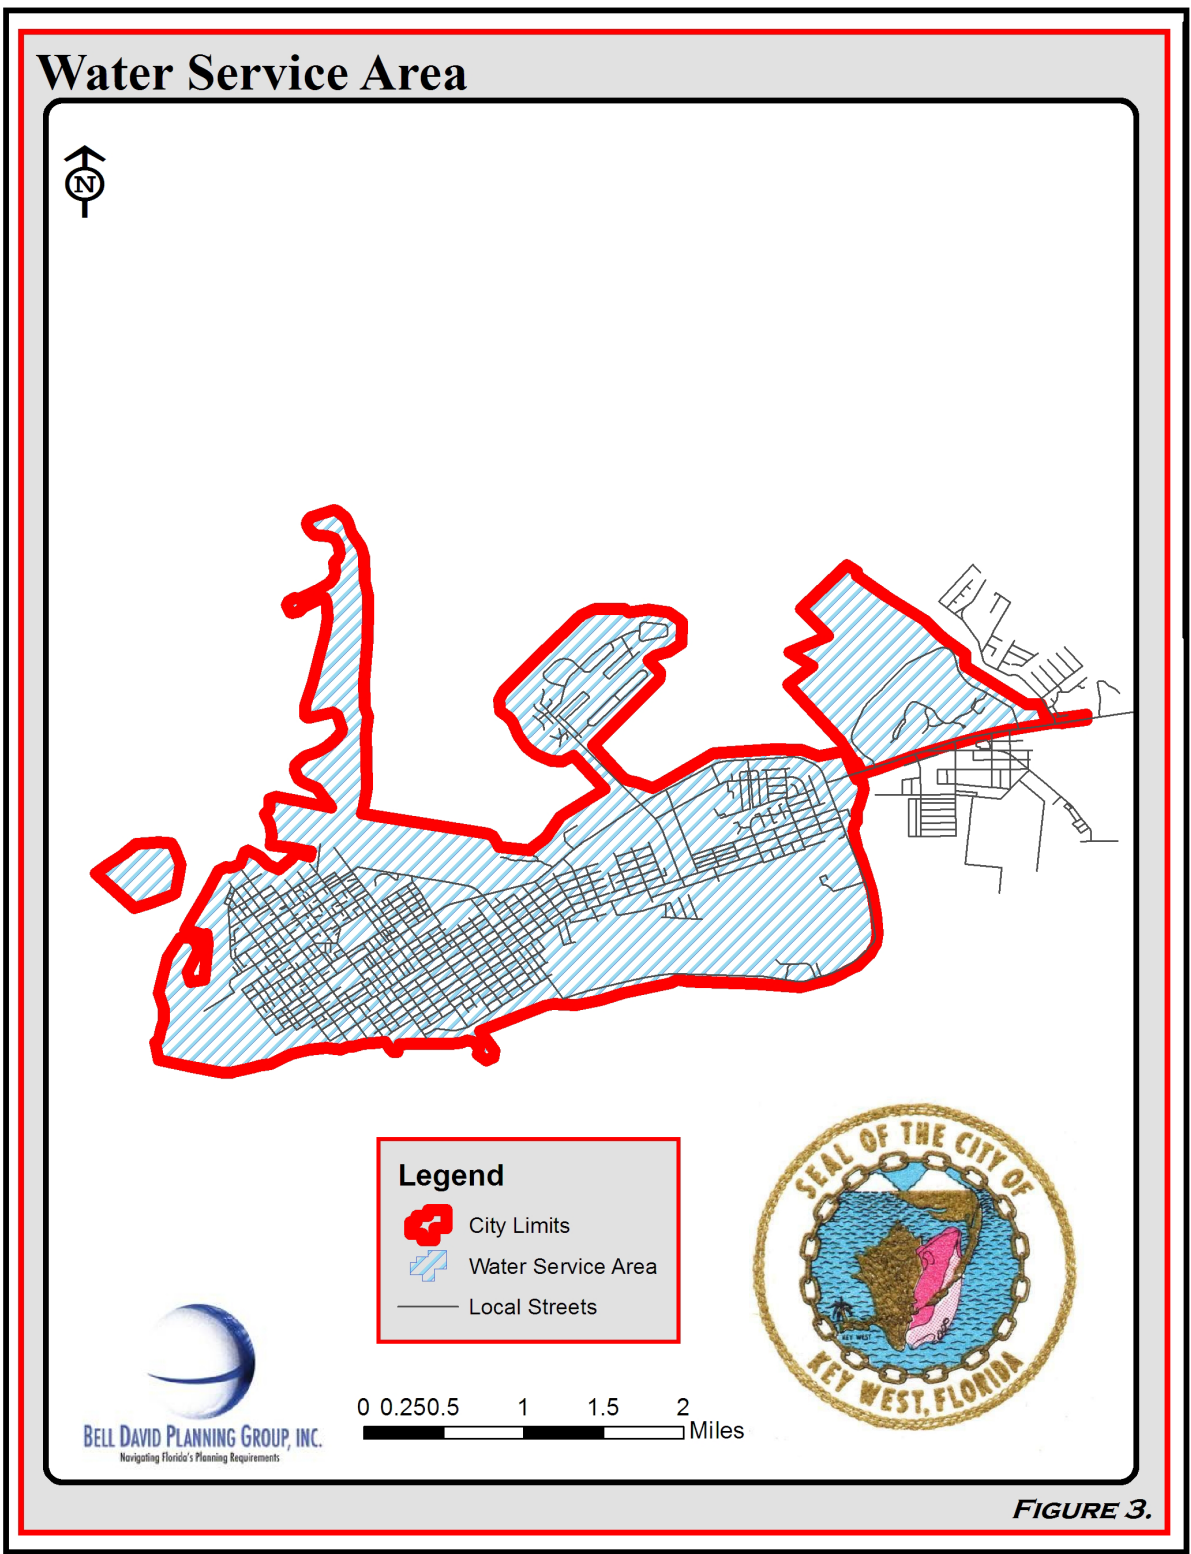 Water Service Area
N
Legend
City Limits
Water Service Area
Local Streets
SEAL OF THE CITY OF
KEY WEST
KEY WEST, FLORIDA
BELL DAVID PLANNING GROUP, INC.
Navigating Florida's Planning Requirements
0 0.250.5 1 1.5 2
Miles
FIGURE 3.